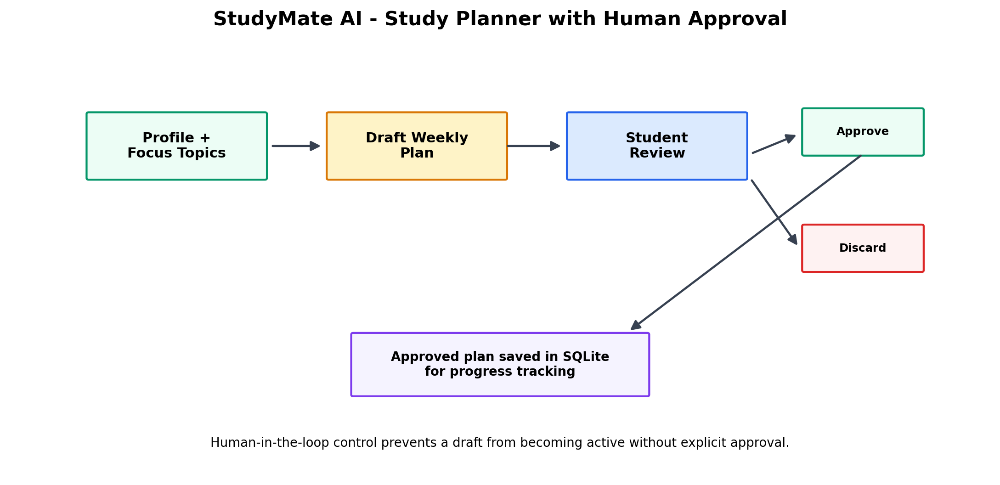 StudyMate AI - Study Planner with Human Approval
Profile +
Focus Topics
Draft Weekly
Plan
Student
Review
Approve
Discard
Approved plan saved in SQLite
for progress tracking
Human-in-the-loop control prevents a draft from becoming active without explicit approval.